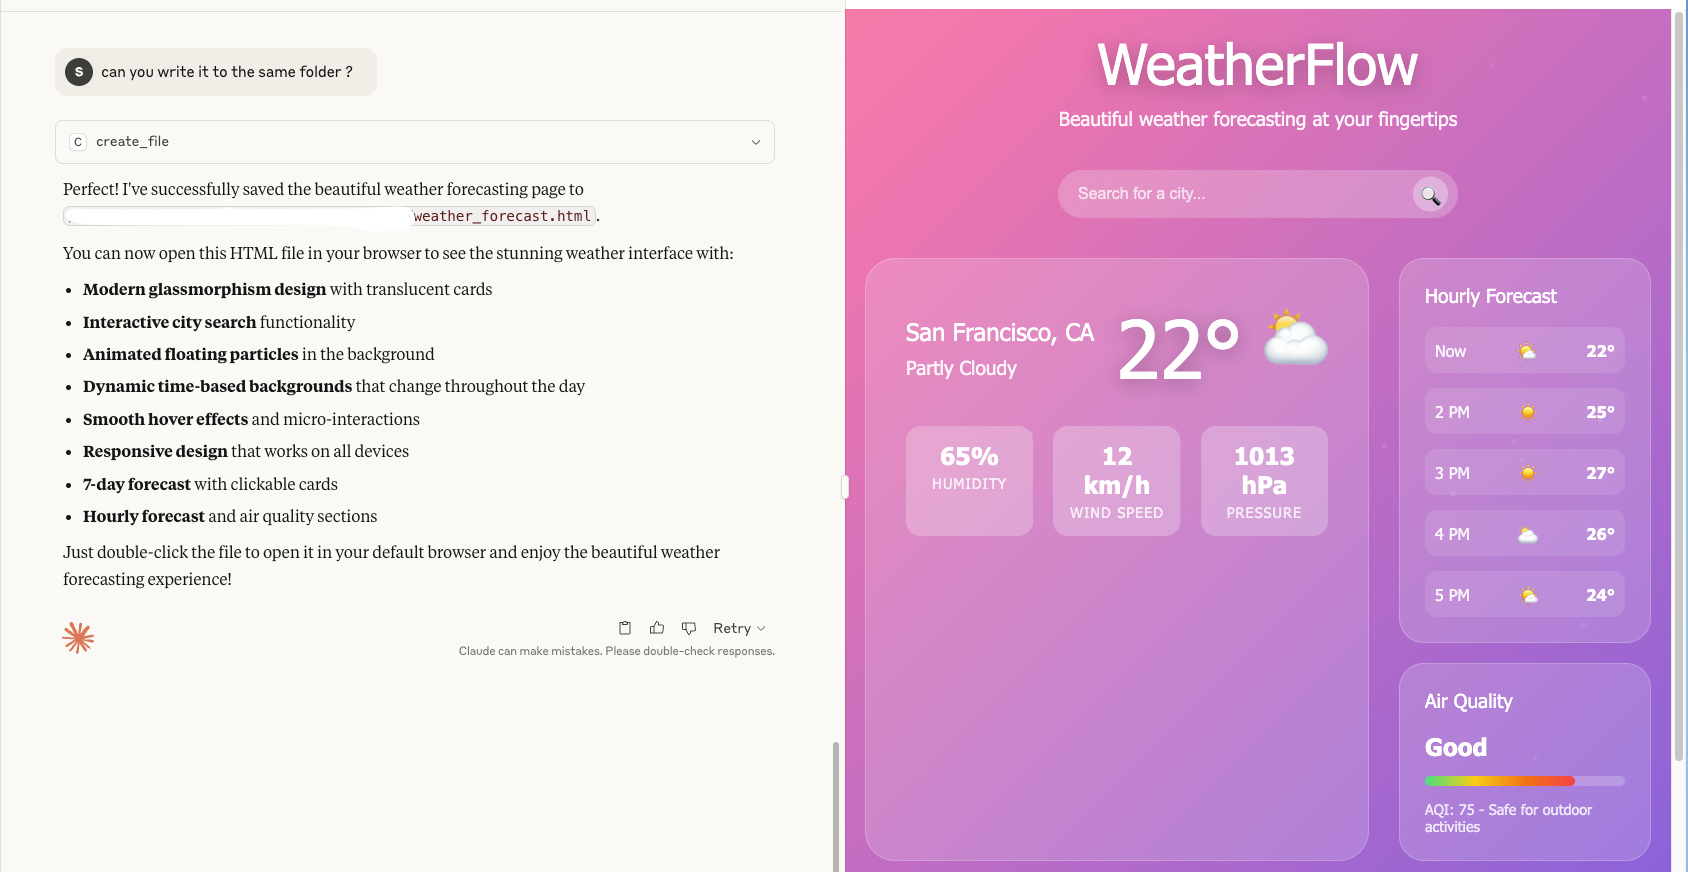 S
can you write it to the same folder ?
C
create_file
Perfect! I've successfully saved the beautiful weather forecasting page to
weather_forecast.html.
You can now open this HTML file in your browser to see the stunning weather interface with:
• Modern glassmorphism design with translucent cards
• Interactive city search functionality
• Animated floating particles in the background
• Dynamic time-based backgrounds that change throughout the day
• Smooth hover effects and micro-interactions
• Responsive design that works on all devices
• 7-day forecast with clickable cards
• Hourly forecast and air quality sections
Just double-click the file to open it in your default browser and enjoy the beautiful weather
forecasting experience!
Retry
Claude can make mistakes. Please double-check responses.
WeatherFlow
Beautiful weather forecasting at your fingertips
Search for a city...
San Francisco, CA
Partly Cloudy
22°
65%
HUMIDITY
12
km/h
WIND SPEED
1013
hPa
PRESSURE
Hourly Forecast
Now 22°
2 PM 25°
3 PM 27°
4 PM 26°
5 PM 24°
Air Quality
Good
AQI: 75 - Safe for outdoor
activities